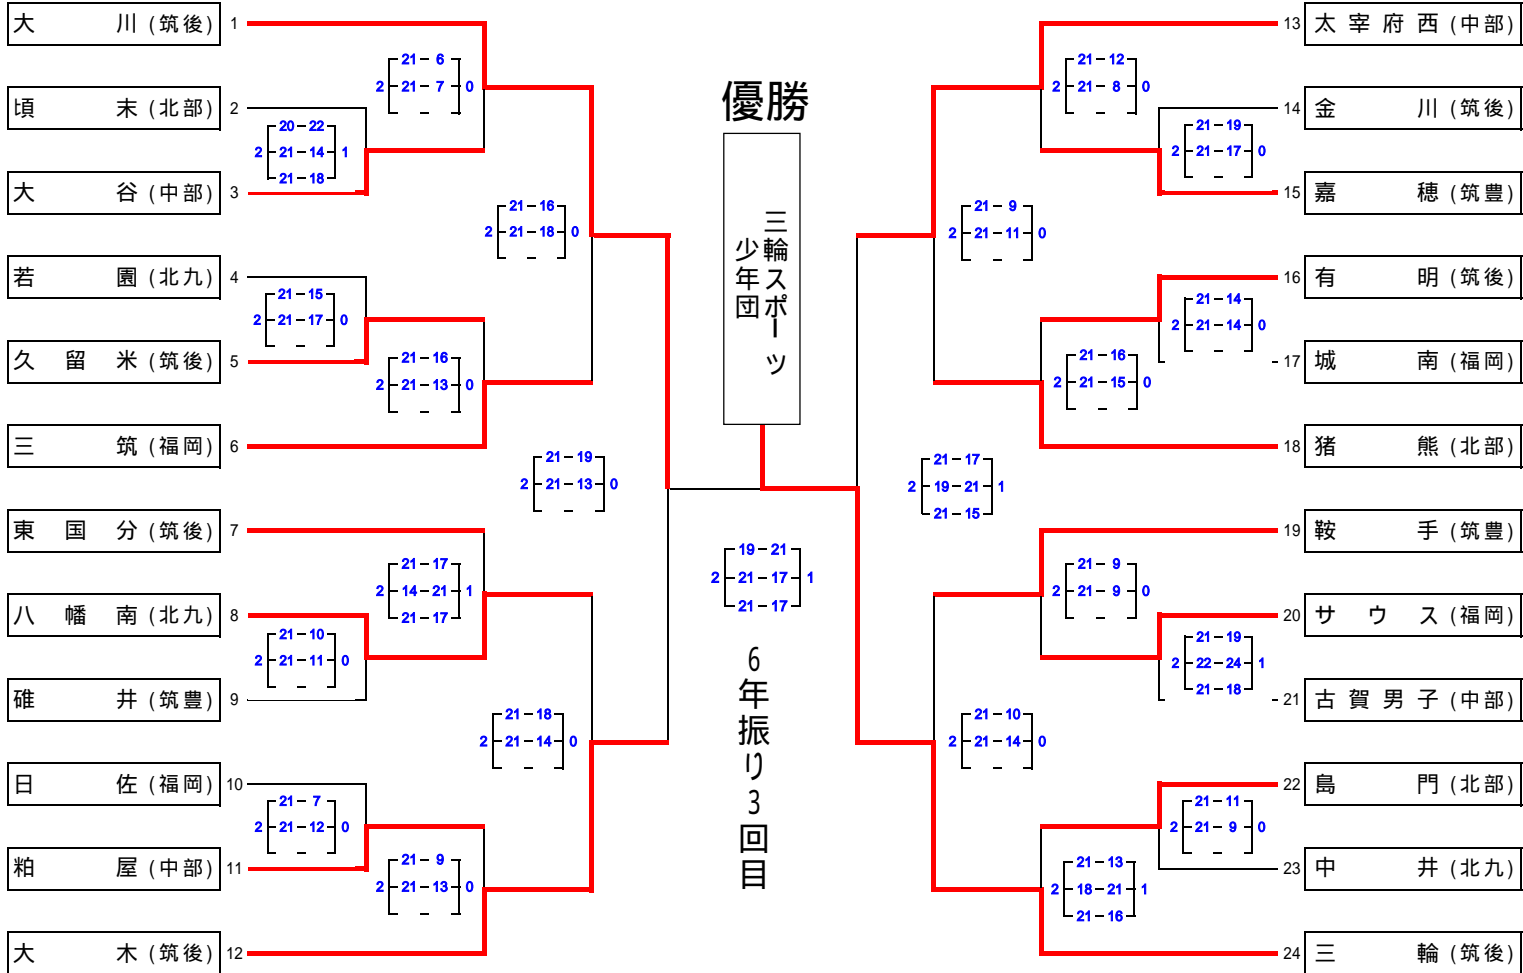 大川(筑後) 1
21-6
2 21-7 0
-
頃末(北部) 2
20-22
2 21-14 1
21-18
大谷(中部) 3
21-16
2 21-18 0
-
若園(北九) 4
21-15
2 21-17 0
-
久留米(筑後) 5
21-16
2 21-13 0
-
三筑(福岡) 6
21-19
2 21-13 0
-
東国分(筑後) 7
21-17
2 14-21 1
21-17
八幡南(北九) 8
21-10
2 21-11 0
-
碓井(筑豊) 9
21-18
2 21-14 0
-
日佐(福岡) 10
21-7
2 21-12 0
-
粕屋(中部) 11
21-9
2 21-13 0
-
大木(筑後) 12
優勝
三輪スポーツ
少年団
19-21
2 21-17 1
21-17
6年振り3回目
13 太宰府西(中部)
21-12
2 21-8 0
-
14 金川(筑後)
21-19
2 21-17 0
-
15 嘉穂(筑豊)
21-9
2 21-11 0
-
16 有明(筑後)
21-14
2 21-14 0
-
17 城南(福岡)
21-16
2 21-15 0
-
18 猪熊(北部)
21-17
2 19-21 1
21-15
19 鞍手(筑豊)
21-9
2 21-9 0
-
20 サウス(福岡)
21-19
2 22-24 1
21-18
21 古賀男子(中部)
21-10
2 21-14 0
-
22 島門(北部)
21-11
2 21-9 0
-
23 中井(北九)
21-13
2 18-21 1
21-16
24 三輪(筑後)